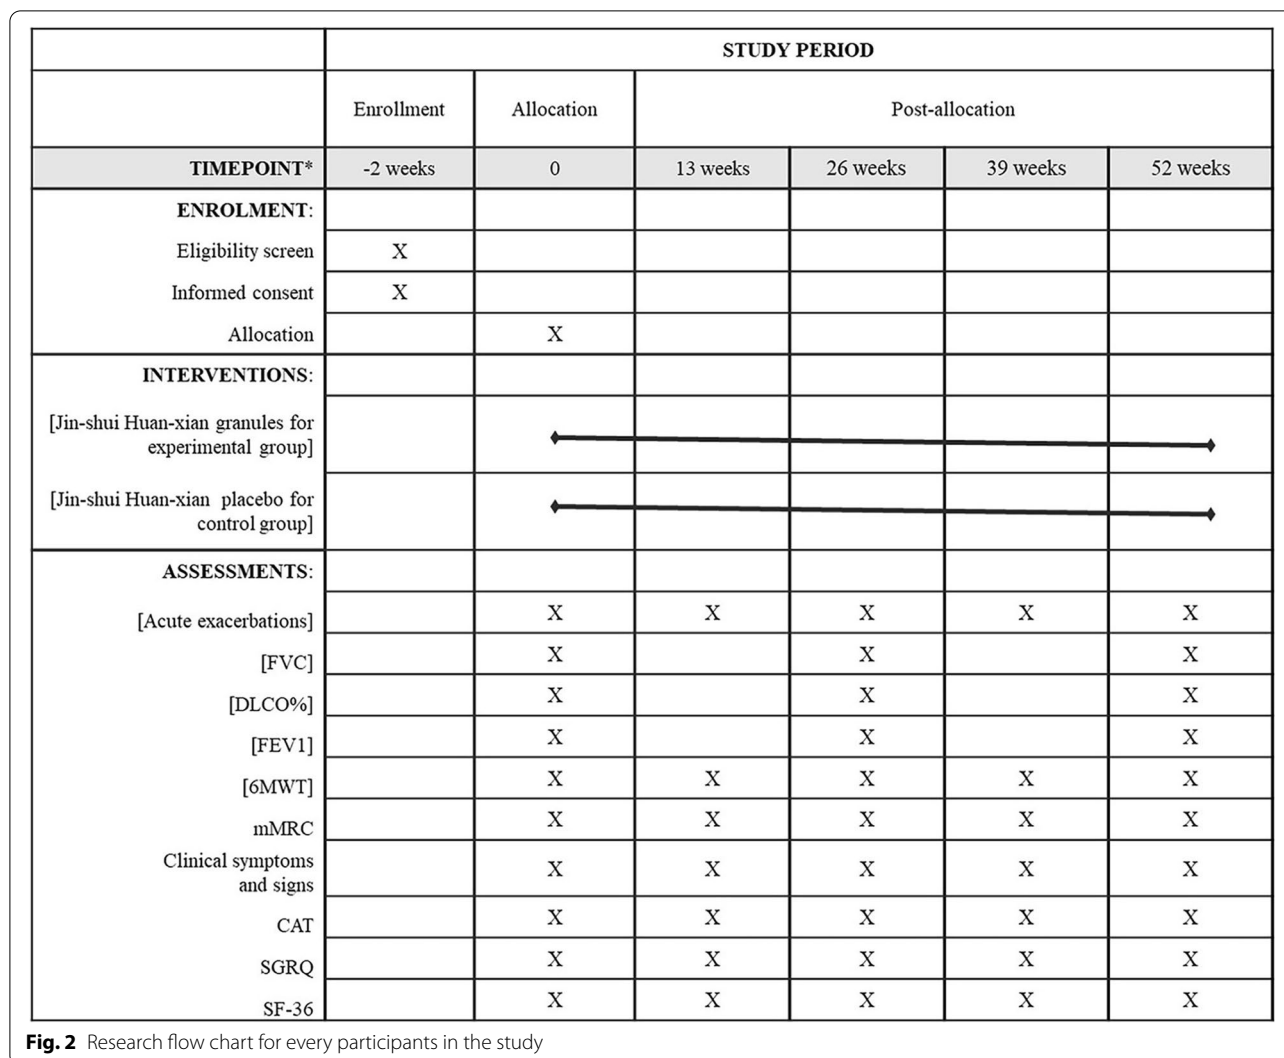 STUDY PERIOD
Enrollment Allocation Post-allocation
TIMEPOINT* -2 weeks 0 13 weeks 26 weeks 39 weeks 52 weeks
ENROLMENT:
Eligibility screen X
Informed consent X
Allocation X
INTERVENTIONS:
[Jin-shui Huan-xian granules for
experimental group]
[Jin-shui Huan-xian placebo for
control group]
ASSESSMENTS:
[Acute exacerbations] X X X X X
[FVC] X X X
[DLCO%] X X X
[FEV1] X X X
[6MWT] X X X X X
mMRC X X X X X
Clinical symptoms
and signs X X X X X
CAT X X X X X
SGRQ X X X X X
SF-36 X X X X X
Fig. 2 Research flow chart for every participants in the study